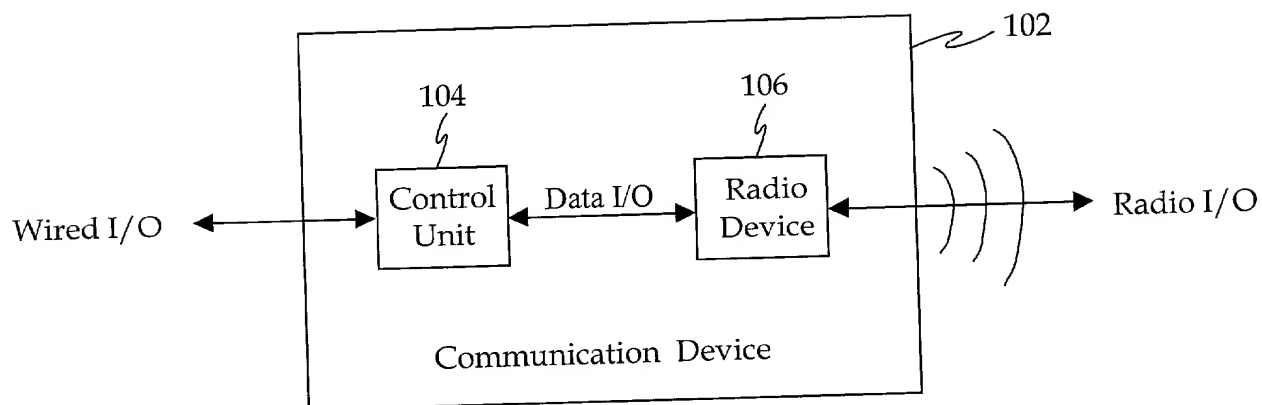 102
104
106
Control
Unit
Data I/O
Radio
Device
Wired I/O
Radio I/O
Communication Device